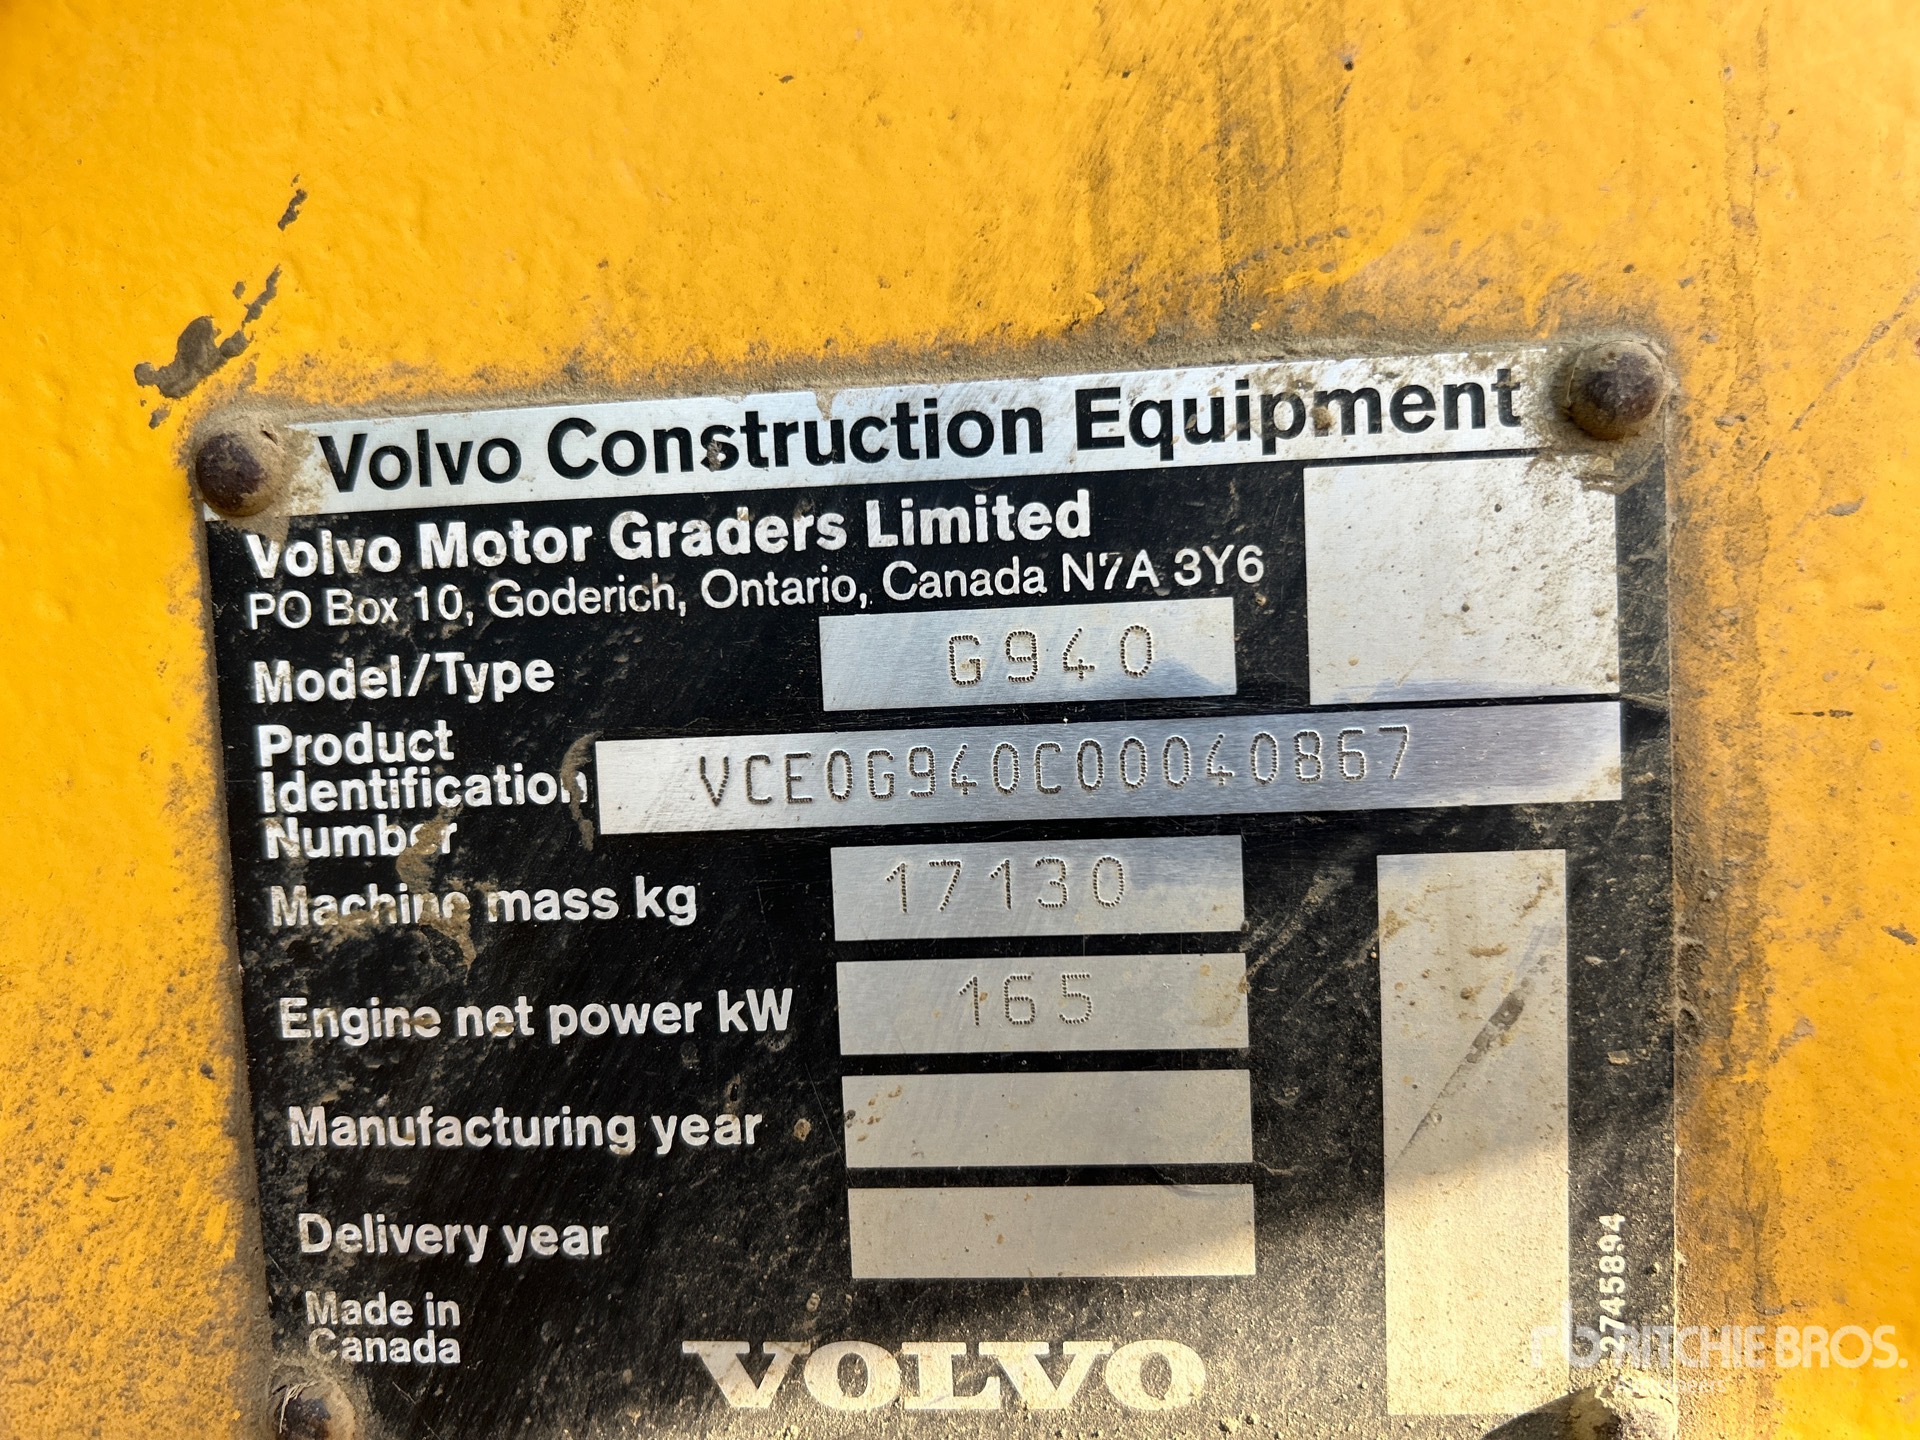 Volvo Construction Equipment
Volvo Motor Graders Limited
PO Box 10, Goderich, Ontario, Canada N7A 3Y6
Model/Type G940
Product
Identification
Number
VCE0G940C00040867
Machine mass kg 17130
Engine net power kW 165
Manufacturing year
Delivery year
Made in
Canada
VOLVO
22745894
RITCHIE BROS.